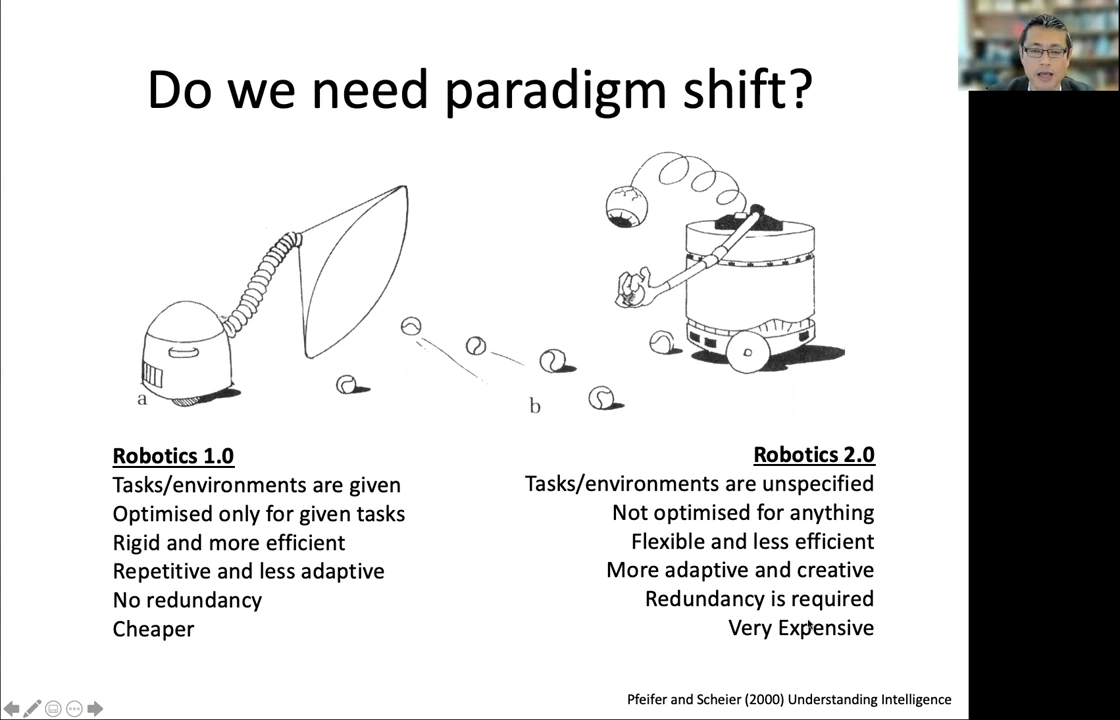 Do we need paradigm shift?
a
b
Robotics 1.0
Tasks/environments are given
Optimised only for given tasks
Rigid and more efficient
Repetitive and less adaptive
No redundancy
Cheaper
Robotics 2.0
Tasks/environments are unspecified
Not optimised for anything
Flexible and less efficient
More adaptive and creative
Redundancy is required
Very Expensive
Pfeifer and Scheier (2000) Understanding Intelligence